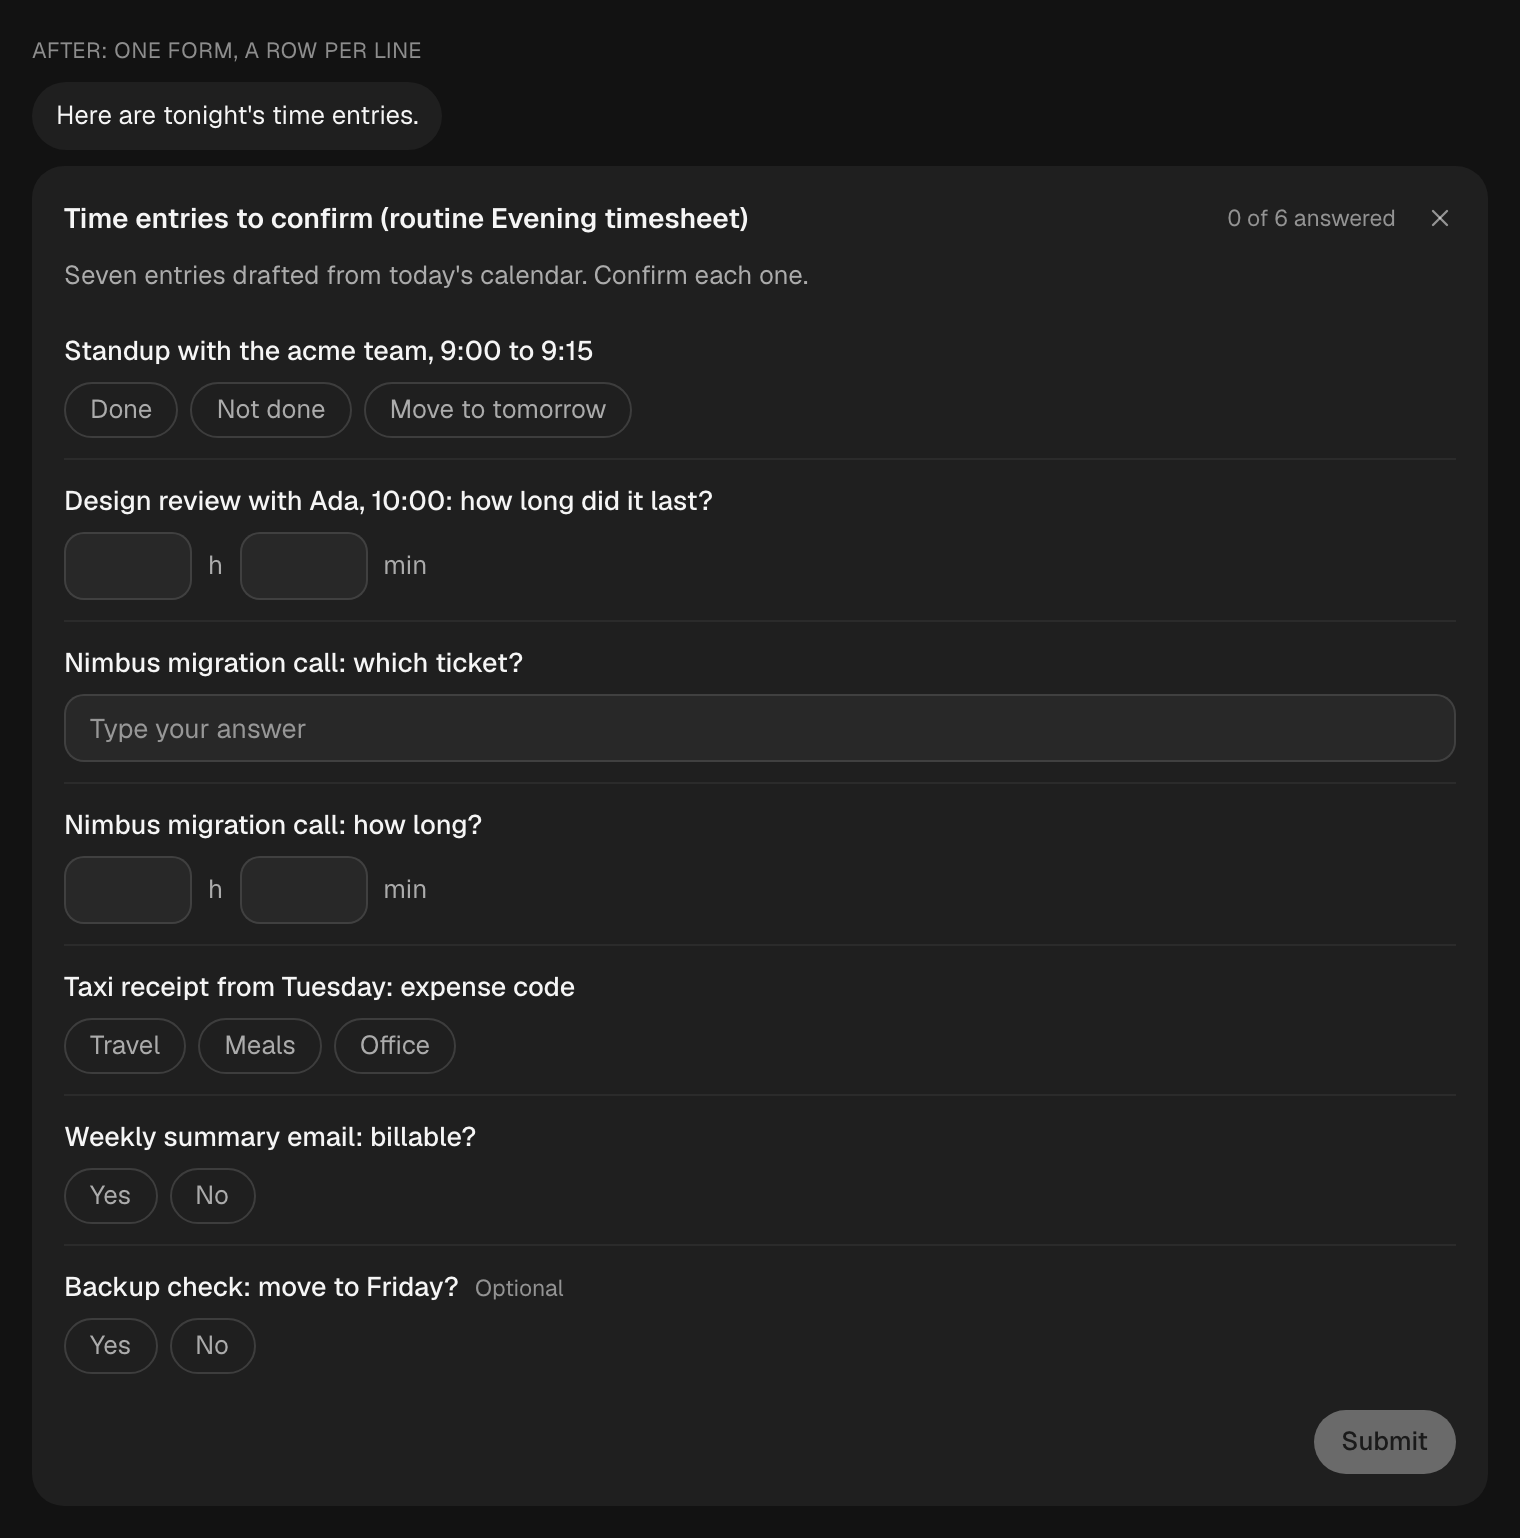 AFTER: ONE FORM, A ROW PER LINE
Here are tonight's time entries.
Time entries to confirm (routine Evening timesheet)
0 of 6 answered
Seven entries drafted from today's calendar. Confirm each one.
Standup with the acme team, 9:00 to 9:15
Done Not done Move to tomorrow
Design review with Ada, 10:00: how long did it last?
h min
Nimbus migration call: which ticket?
Type your answer
Nimbus migration call: how long?
h min
Taxi receipt from Tuesday: expense code
Travel Meals Office
Weekly summary email: billable?
Yes No
Backup check: move to Friday? Optional
Yes No
Submit